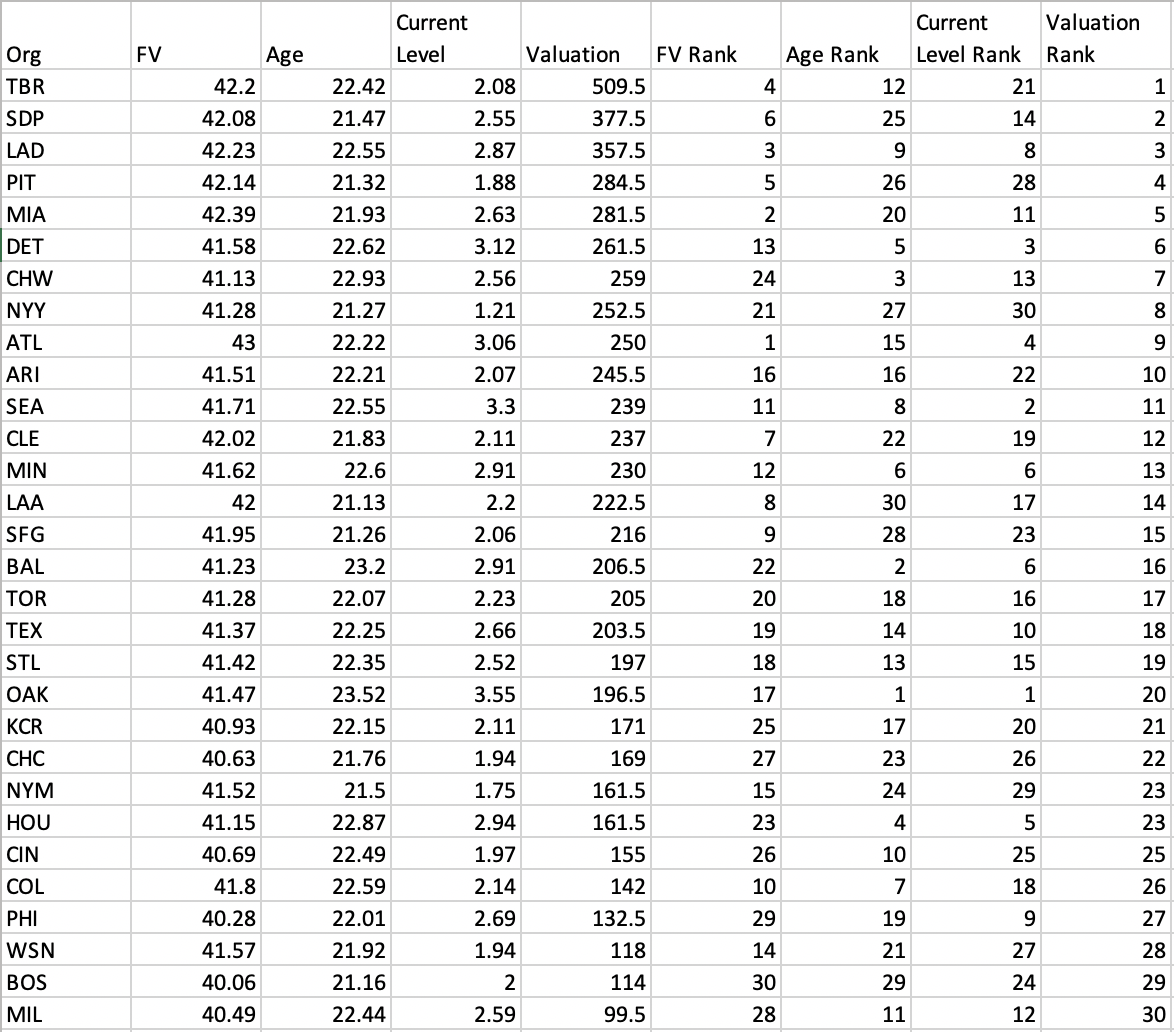 Org FV Age Current Level Valuation FV Rank Age Rank Current Level Rank Valuation Rank
TBR 42.2 22.42 2.08 509.5 4 12 21 1
SDP 42.08 21.47 2.55 377.5 6 25 14 2
LAD 42.23 22.55 2.87 357.5 3 9 8 3
PIT 42.14 21.32 1.88 284.5 5 26 28 4
MIA 42.39 21.93 2.63 281.5 2 20 11 5
DET 41.58 22.62 3.12 261.5 13 5 3 6
CHW 41.13 22.93 2.56 259 24 3 13 7
NYY 41.28 21.27 1.21 252.5 21 27 30 8
ATL 43 22.22 3.06 250 1 15 4 9
ARI 41.51 22.21 2.07 245.5 16 16 22 10
SEA 41.71 22.55 3.3 239 11 8 2 11
CLE 42.02 21.83 2.11 237 7 22 19 12
MIN 41.62 22.6 2.91 230 12 6 6 13
LAA 42 21.13 2.2 222.5 8 30 17 14
SFG 41.95 21.26 2.06 216 9 28 23 15
BAL 41.23 23.2 2.91 206.5 22 2 6 16
TOR 41.28 22.07 2.23 205 20 18 16 17
TEX 41.37 22.25 2.66 203.5 19 14 10 18
STL 41.42 22.35 2.52 197 18 13 15 19
OAK 41.47 23.52 3.55 196.5 17 1 1 20
KCR 40.93 22.15 2.11 171 25 17 20 21
CHC 40.63 21.76 1.94 169 27 23 26 22
NYM 41.52 21.5 1.75 161.5 15 24 29 23
HOU 41.15 22.87 2.94 161.5 23 4 5 23
CIN 40.69 22.49 1.97 155 26 10 25 25
COL 41.8 22.59 2.14 142 10 7 18 26
PHI 40.28 22.01 2.69 132.5 29 19 9 27
WSN 41.57 21.92 1.94 118 14 21 27 28
BOS 40.06 21.16 2 114 30 29 24 29
MIL 40.49 22.44 2.59 99.5 28 11 12 30